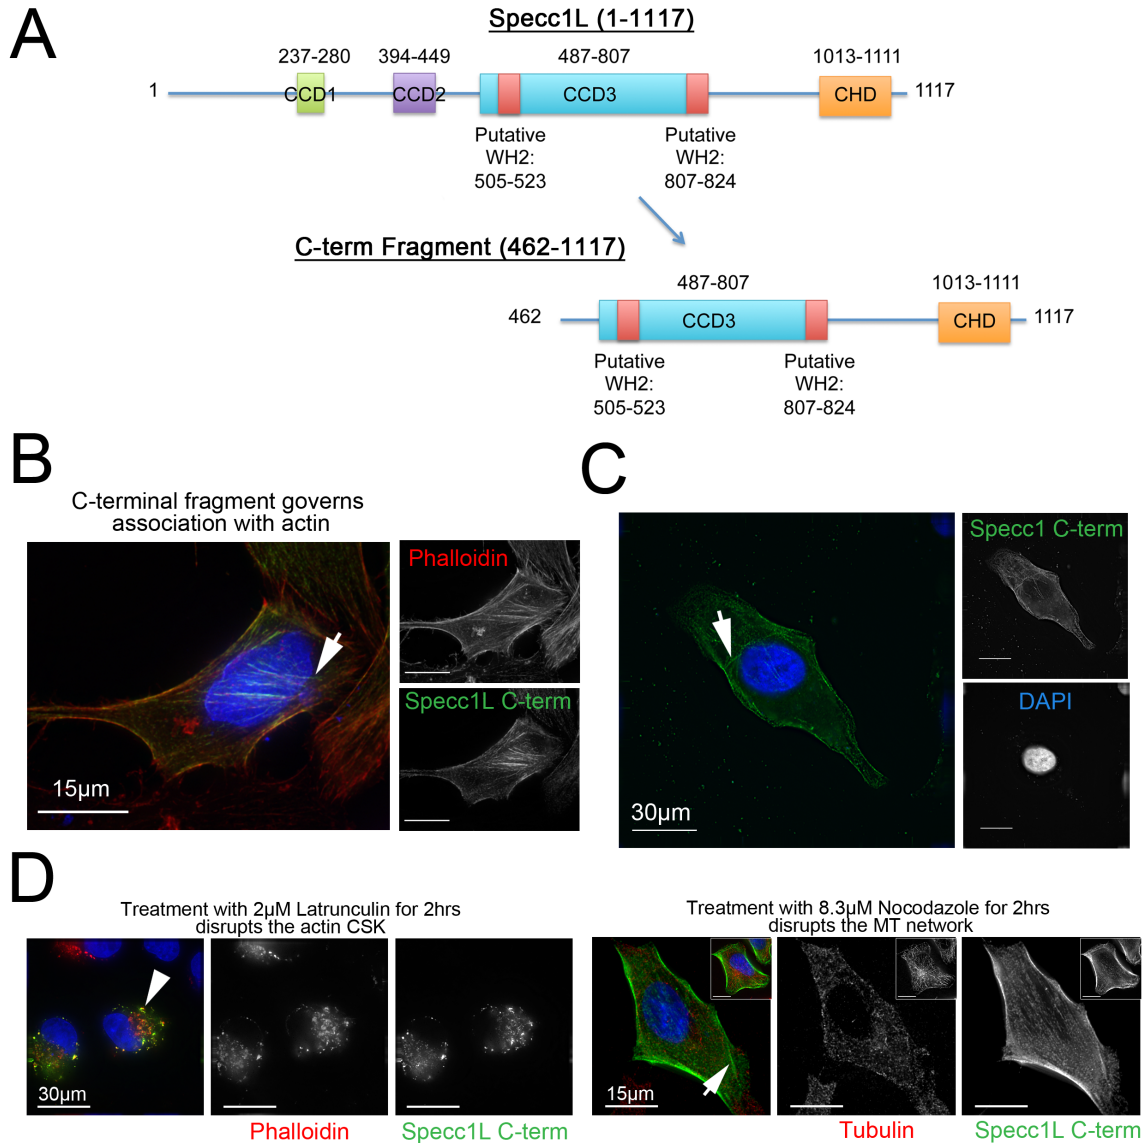 A
Specc1L (1-1117)
237-280
394-449
487-807
1013-1111
1
CCD1
CCD2
CCD3
CHD
1117
Putative
WH2:
505-523
Putative
WH2:
807-824
C-term Fragment (462-1117)
487-807
1013-1111
462
CCD3
CHD
1117
Putative
WH2:
505-523
Putative
WH2:
807-824
B
C-terminal fragment governs
association with actin
15µm
Phalloidin
Specc1L C-term
C
30µm
Specc1 C-term
DAPI
D
Treatment with 2µM Latrunculin for 2hrs
disrupts the actin CSK
30µm
Phalloidin
Specc1L C-term
Treatment with 8.3µM Nocodazole for 2hrs
disrupts the MT network
15µm
Tubulin
Specc1L C-term